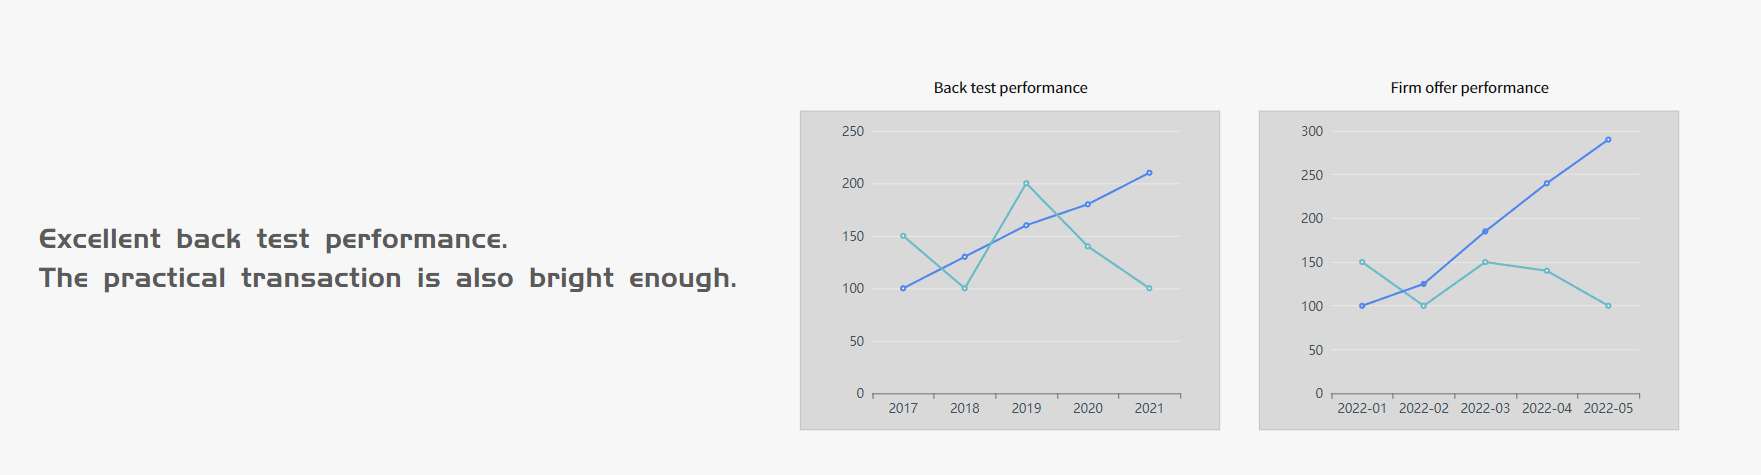 Excellent back test performance.
The practical transaction is also bright enough.
Back test performance
250
200
150
100
50
0
2017 2018 2019 2020 2021
Firm offer performance
300
250
200
150
100
50
0
2022-01 2022-02 2022-03 2022-04 2022-05